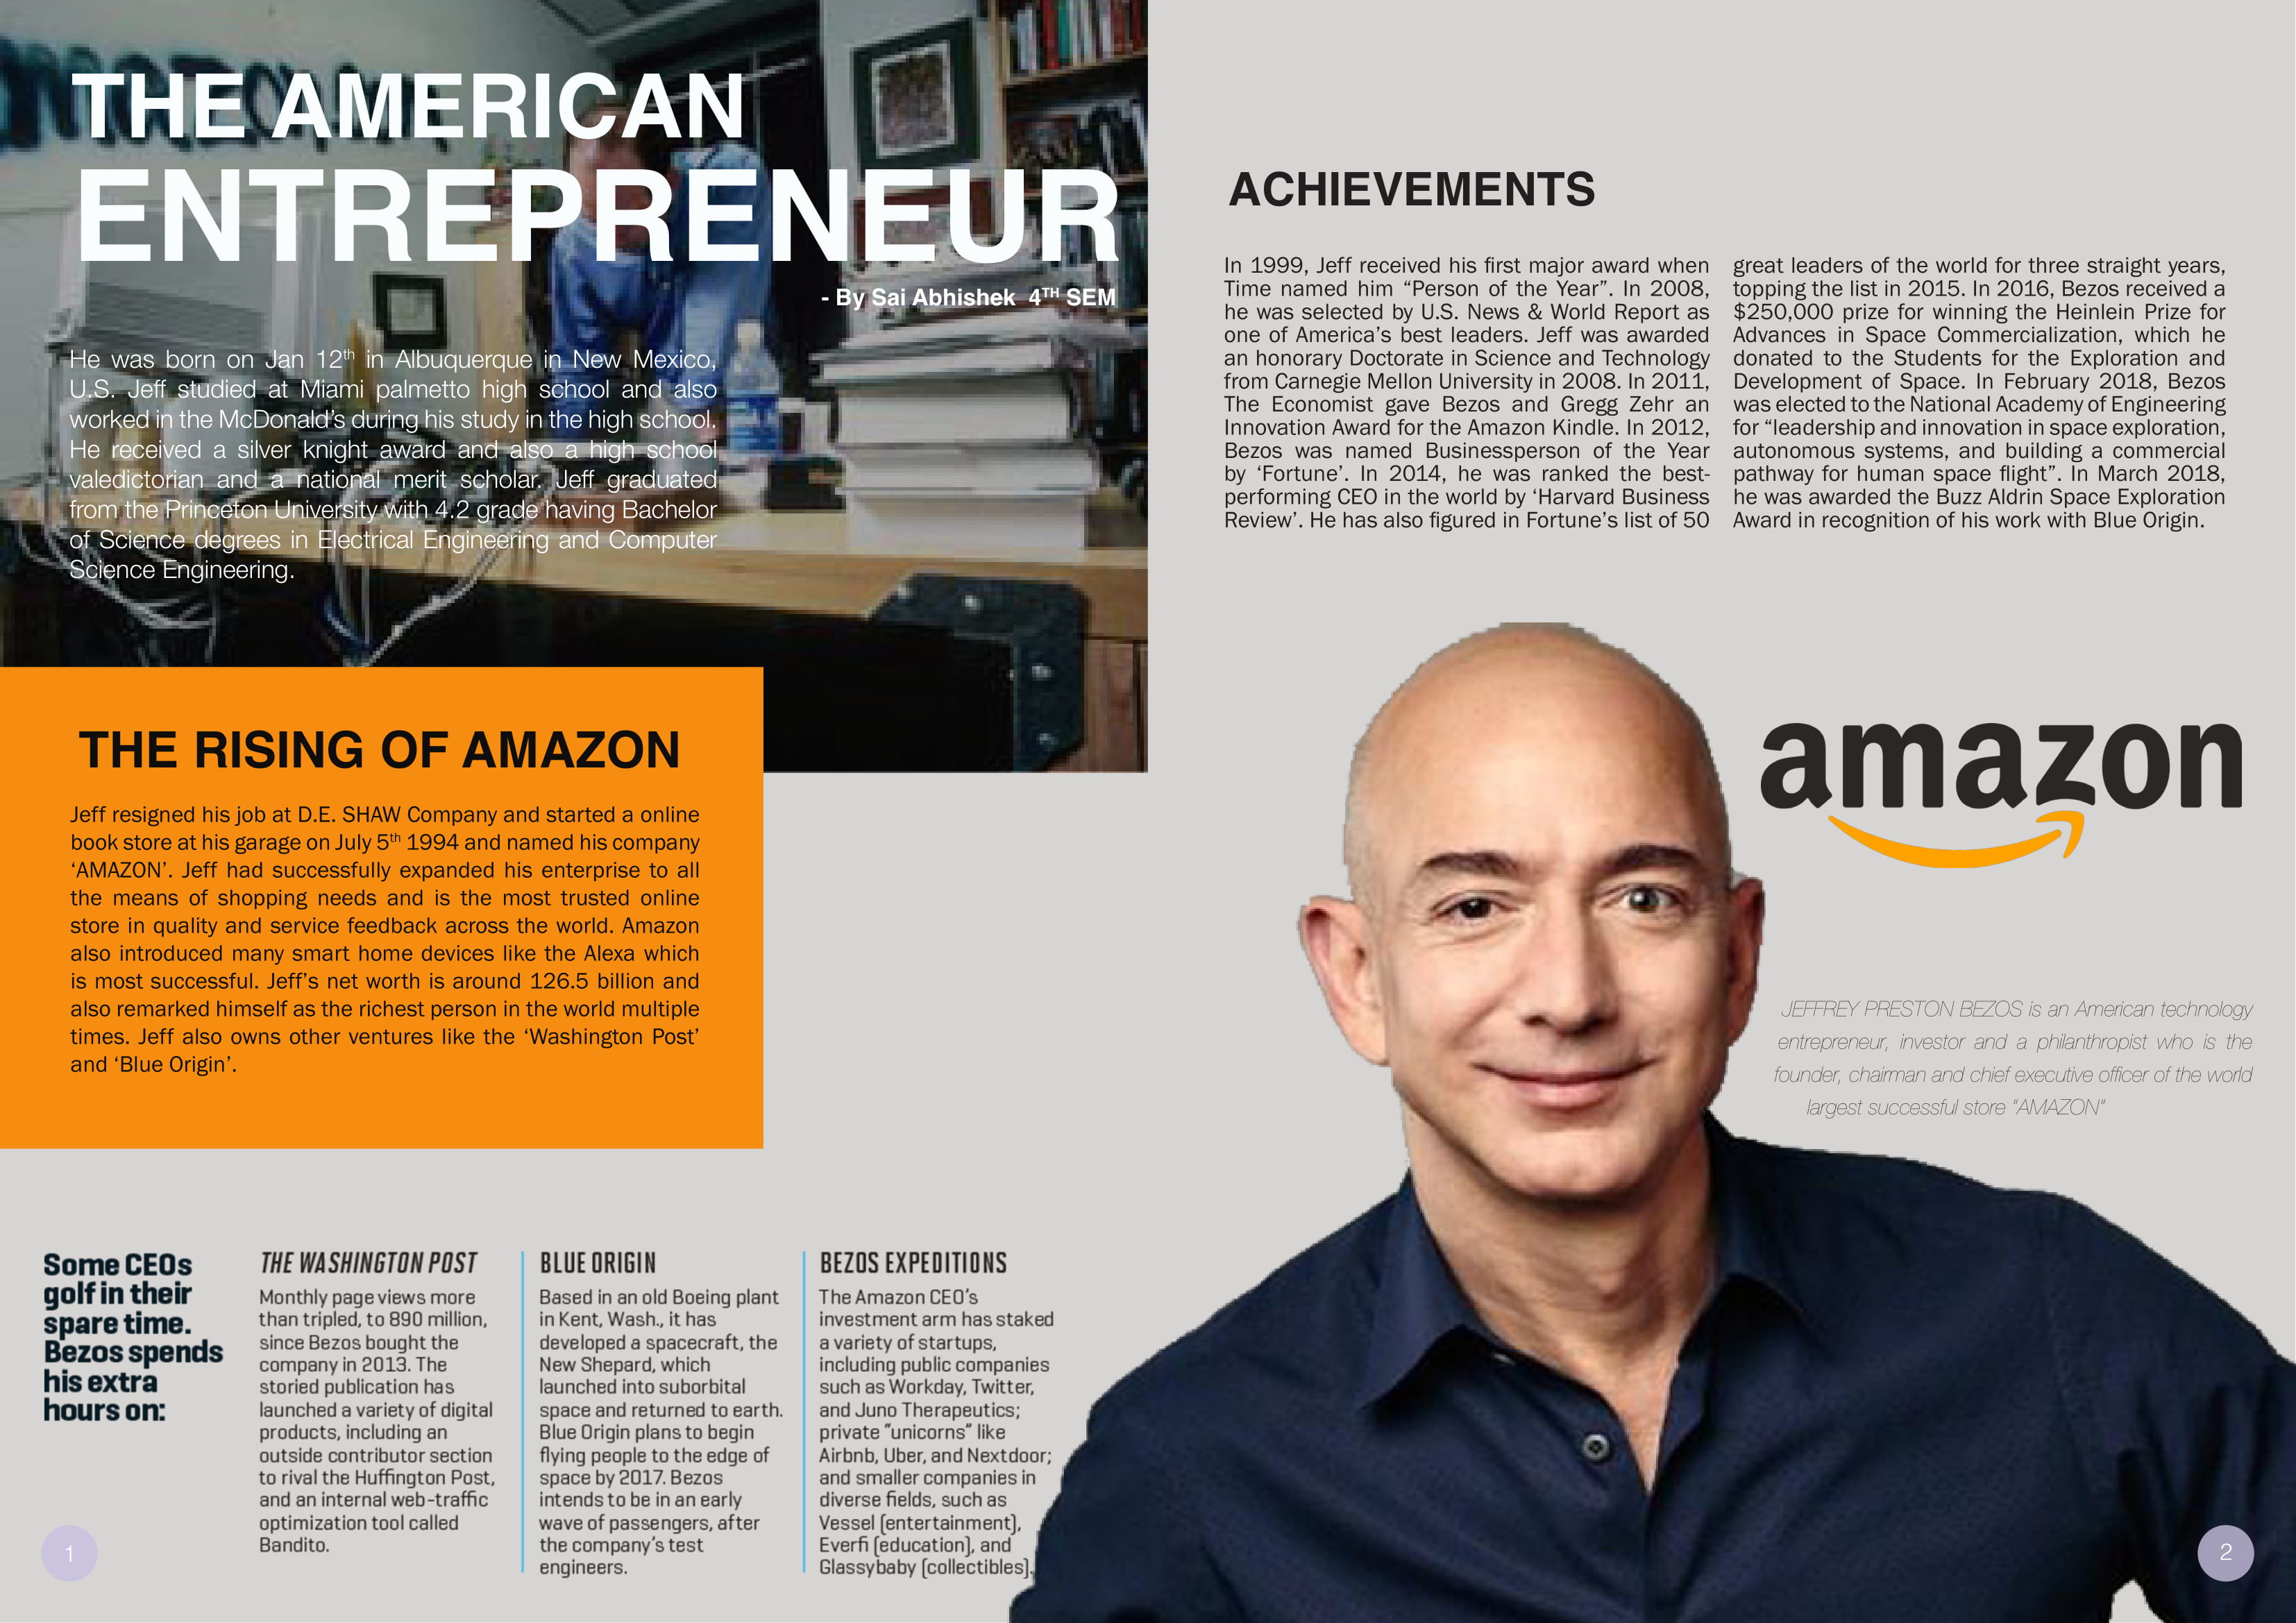 THE AMERICAN
ENTREPRENEUR
- By Sai Abhishek 4TH SEM
He was born on Jan 12th in Albuquerque in New Mexico,
U.S. Jeff studied at Miami palmetto high school and also
worked in the McDonald's during his study in the high school.
He received a silver knight award and also a high school
valedictorian and a national merit scholar. Jeff graduated
from the Princeton University with 4.2 grade having Bachelor
of Science degrees in Electrical Engineering and Computer
Science Engineering.
THE RISING OF AMAZON
Jeff resigned his job at D.E. SHAW Company and started a online
book store at his garage on July 5th 1994 and named his company
‘AMAZON’. Jeff had successfully expanded his enterprise to all
the means of shopping needs and is the most trusted online
store in quality and service feedback across the world. Amazon
also introduced many smart home devices like the Alexa which
is most successful. Jeff’s net worth is around 126.5 billion and
also remarked himself as the richest person in the world multiple
times. Jeff also owns other ventures like the ‘Washington Post’
and ‘Blue Origin’.
Some CEOs
golf in their
spare time.
Bezos spends
his extra
hours on:
THE WASHINGTON POST
Monthly page views more
than tripled, to 890 million,
since Bezos bought the
company in 2013. The
storied publication has
launched a variety of digital
products, including an
outside contributor section
to rival the Huffington Post,
and an internal web-traffic
optimization tool called
Bandito.
BLUE ORIGIN
Based in an old Boeing plant
in Kent, Wash., it has
developed a spacecraft, the
New Shepard, which
launched into suborbital
space and returned to earth.
Blue Origin plans to begin
flying people to the edge of
space by 2017. Bezos
intends to be in an early
wave of passengers, after
the company’s test
engineers.
BEZOS EXPEDITIONS
The Amazon CEO’s
investment arm has staked
a variety of startups,
including public companies
such as Workday, Twitter,
and Juno Therapeutics;
private “unicorns” like
Airbnb, Uber, and Nextdoor;
and smaller companies in
diverse fields, such as
Vessel (entertainment),
Everfi (education), and
Glassybaby (collectibles).
1
ACHIEVEMENTS
In 1999, Jeff received his first major award when
Time named him “Person of the Year”. In 2008,
he was selected by U.S. News & World Report as
one of America’s best leaders. Jeff was awarded
an honorary Doctorate in Science and Technology
from Carnegie Mellon University in 2008. In 2011,
The Economist gave Bezos and Gregg Zehr an
Innovation Award for the Amazon Kindle. In 2012,
Bezos was named Businessperson of the Year
by ‘Fortune’. In 2014, he was ranked the best-
performing CEO in the world by ‘Harvard Business
Review’. He has also figured in Fortune’s list of 50
great leaders of the world for three straight years,
topping the list in 2015. In 2016, Bezos received a
$250,000 prize for winning the Heinlein Prize for
Advances in Space Commercialization, which he
donated to the Students for the Exploration and
Development of Space. In February 2018, Bezos
was elected to the National Academy of Engineering
for “leadership and innovation in space exploration,
autonomous systems, and building a commercial
pathway for human space flight”. In March 2018,
he was awarded the Buzz Aldrin Space Exploration
Award in recognition of his work with Blue Origin.
amazon
JEFFREY PRESTON BEZOS is an American technology
entrepreneur, investor and a philanthropist who is the
founder, chairman and chief executive officer of the world
largest successful store "AMAZON"
2